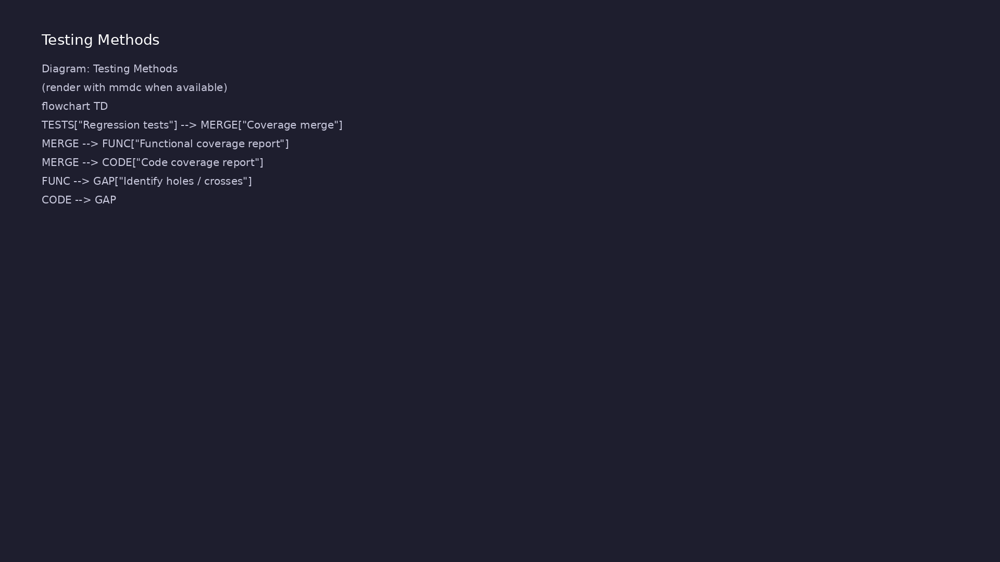 Testing Methods
Diagram: Testing Methods
(render with mmdc when available)
flowchart TD
TESTS["Regression tests"] --> MERGE["Coverage merge"]
MERGE --> FUNC["Functional coverage report"]
MERGE --> CODE["Code coverage report"]
FUNC --> GAP["Identify holes / crosses"]
CODE --> GAP